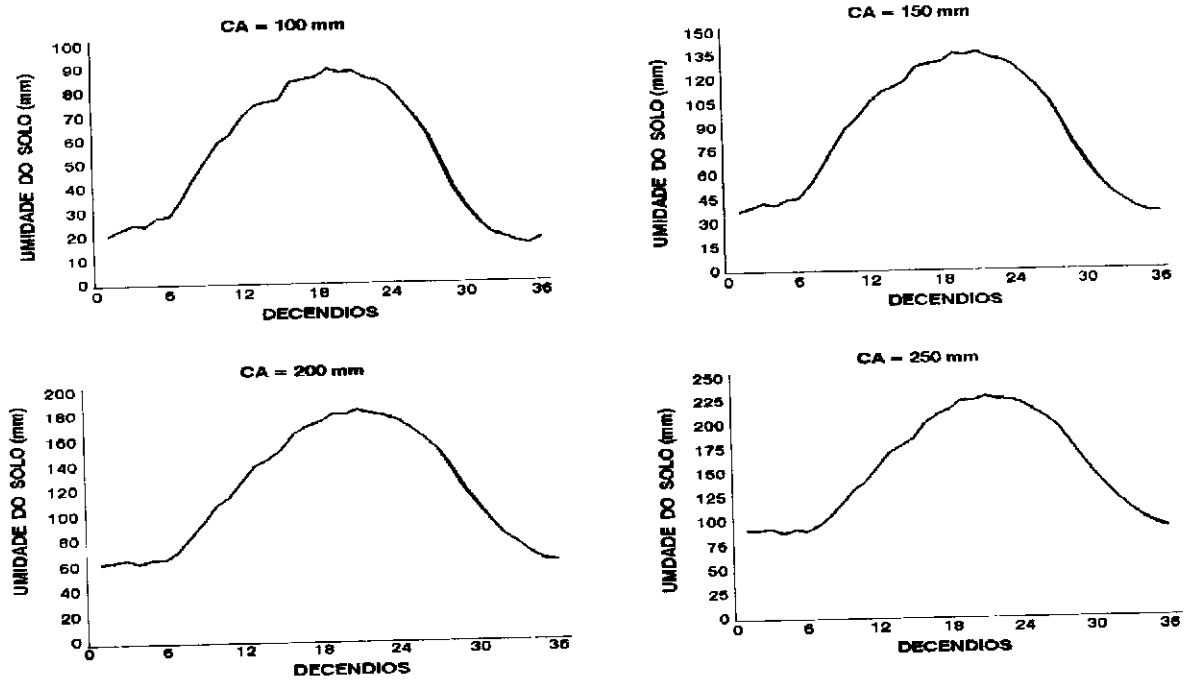 CA = 100 mm
UMIDADE DO SOLO (mm)
100
90
80
70
60
50
40
30
20
10
0
0 6 12 18 24 30 36
DECENDIOS
CA = 150 mm
UMIDADE DO SOLO (mm)
150
135
120
105
90
75
60
45
30
15
0
0 6 12 18 24 30 36
DECENDIOS
CA = 200 mm
UMIDADE DO SOLO (mm)
200
180
160
140
120
100
80
60
40
20
0
0 6 12 18 24 30 36
DECENDIOS
CA = 250 mm
UMDADE DO SOLO (mm)
250
225
200
175
150
125
100
75
50
25
0
0 6 12 18 24 30 36
DECENDIOS